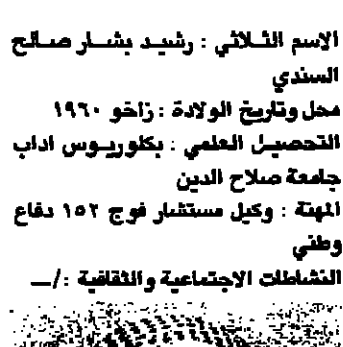 الاسم الثلاثي : رشيد بشار صالح
السندي
محل وتاريخ الولادة : زاخو ١٩٦٠
التحصيل العلمي : بكلوريوس اداب
جامعة صلاح الدين
المهنة : وكيل مستشار فوج ١٥٢ دفاع
وطني
النشاطات الاجتماعية والثقافية : /ــ